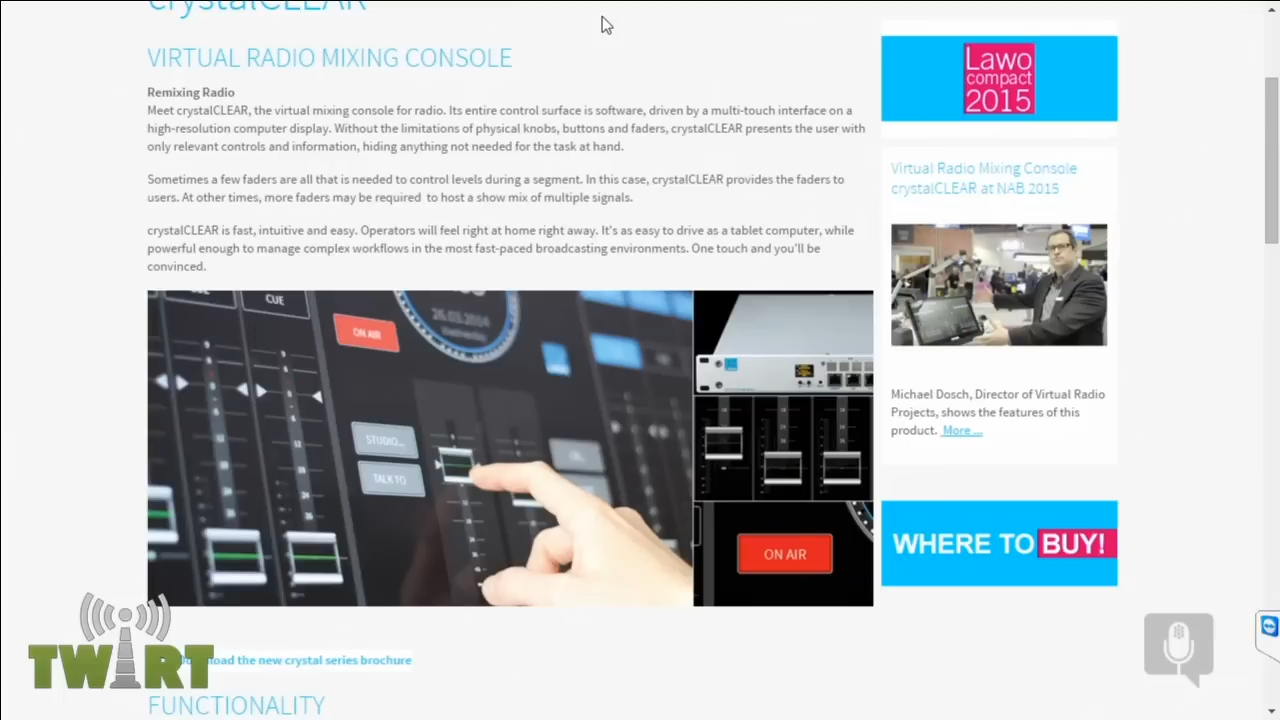 crystalCLEAR
VIRTUAL RADIO MIXING CONSOLE
Remixing Radio
Meet crystalCLEAR, the virtual mixing console for radio. Its entire control surface is software, driven by a multi-touch interface on a
high-resolution computer display. Without the limitations of physical knobs, buttons and faders, crystalCLEAR presents the user with
only relevant controls and information, hiding anything not needed for the task at hand.
Sometimes a few faders are all that is needed to control levels during a segment. In this case, crystalCLEAR provides the faders to
users. At other times, more faders may be required to host a show mix of multiple signals.
crystalCLEAR is fast, intuitive and easy. Operators will feel right at home right away. It's as easy to drive as a tablet computer, while
powerful enough to manage complex workflows in the most fast-paced broadcasting environments. One touch and you'll be
convinced.
CUE
ON AIR
26.03.2014
Wednesday
STUDIO...
TALK TO
ON AIR
the new crystal series brochure
FUNCTIONALITY
Lawo
compact
2015
Virtual Radio Mixing Console
crystalCLEAR at NAB 2015
Michael Dosch, Director of Virtual Radio
Projects, shows the features of this
product. More ...
WHERE TO BUY!
TWIRT